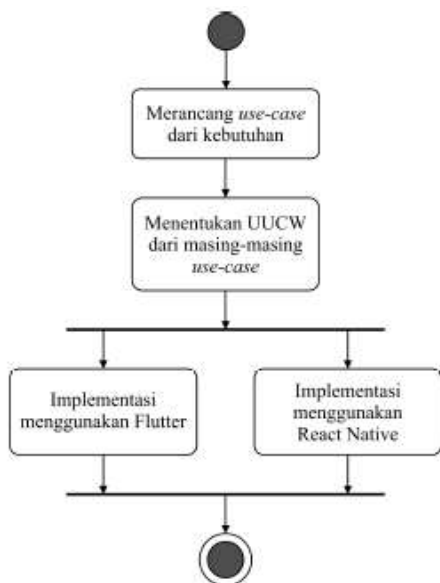 Merancang use-case
dari kebutuhan
Menentukan UUCW
dari masing-masing
use-case
Implementasi
menggunakan Flutter
Implementasi
menggunakan
React Native